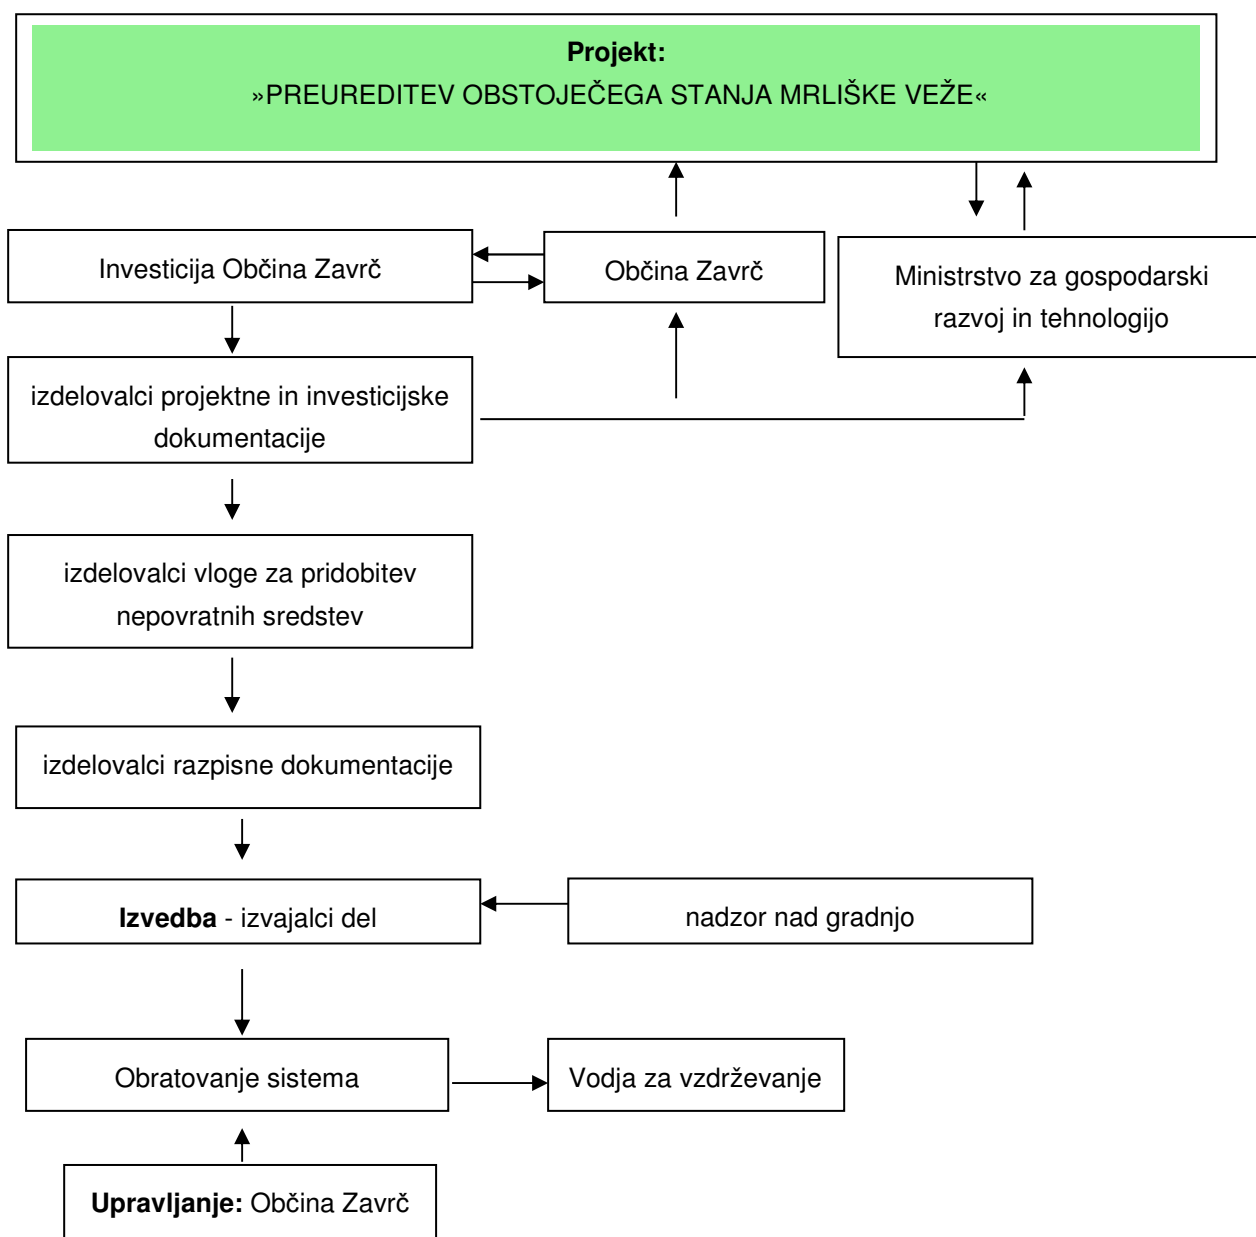 Projekt:
»PREUREDITEV OBSTOJEČEGA STANJA MRLIŠKE VEŽE«
Investicija Občina Zavrč
Občina Zavrč
Ministrstvo za gospodarski
razvoj in tehnologijo
izdelovalci projektne in investicijske
dokumentacije
izdelovalci vloge za pridobitev
nepovratnih sredstev
izdelovalci razpisne dokumentacije
Izvedba - izvajalci del
nadzor nad gradnjo
Obratovanje sistema
Vodja za vzdrževanje
Upravljanje: Občina Zavrč